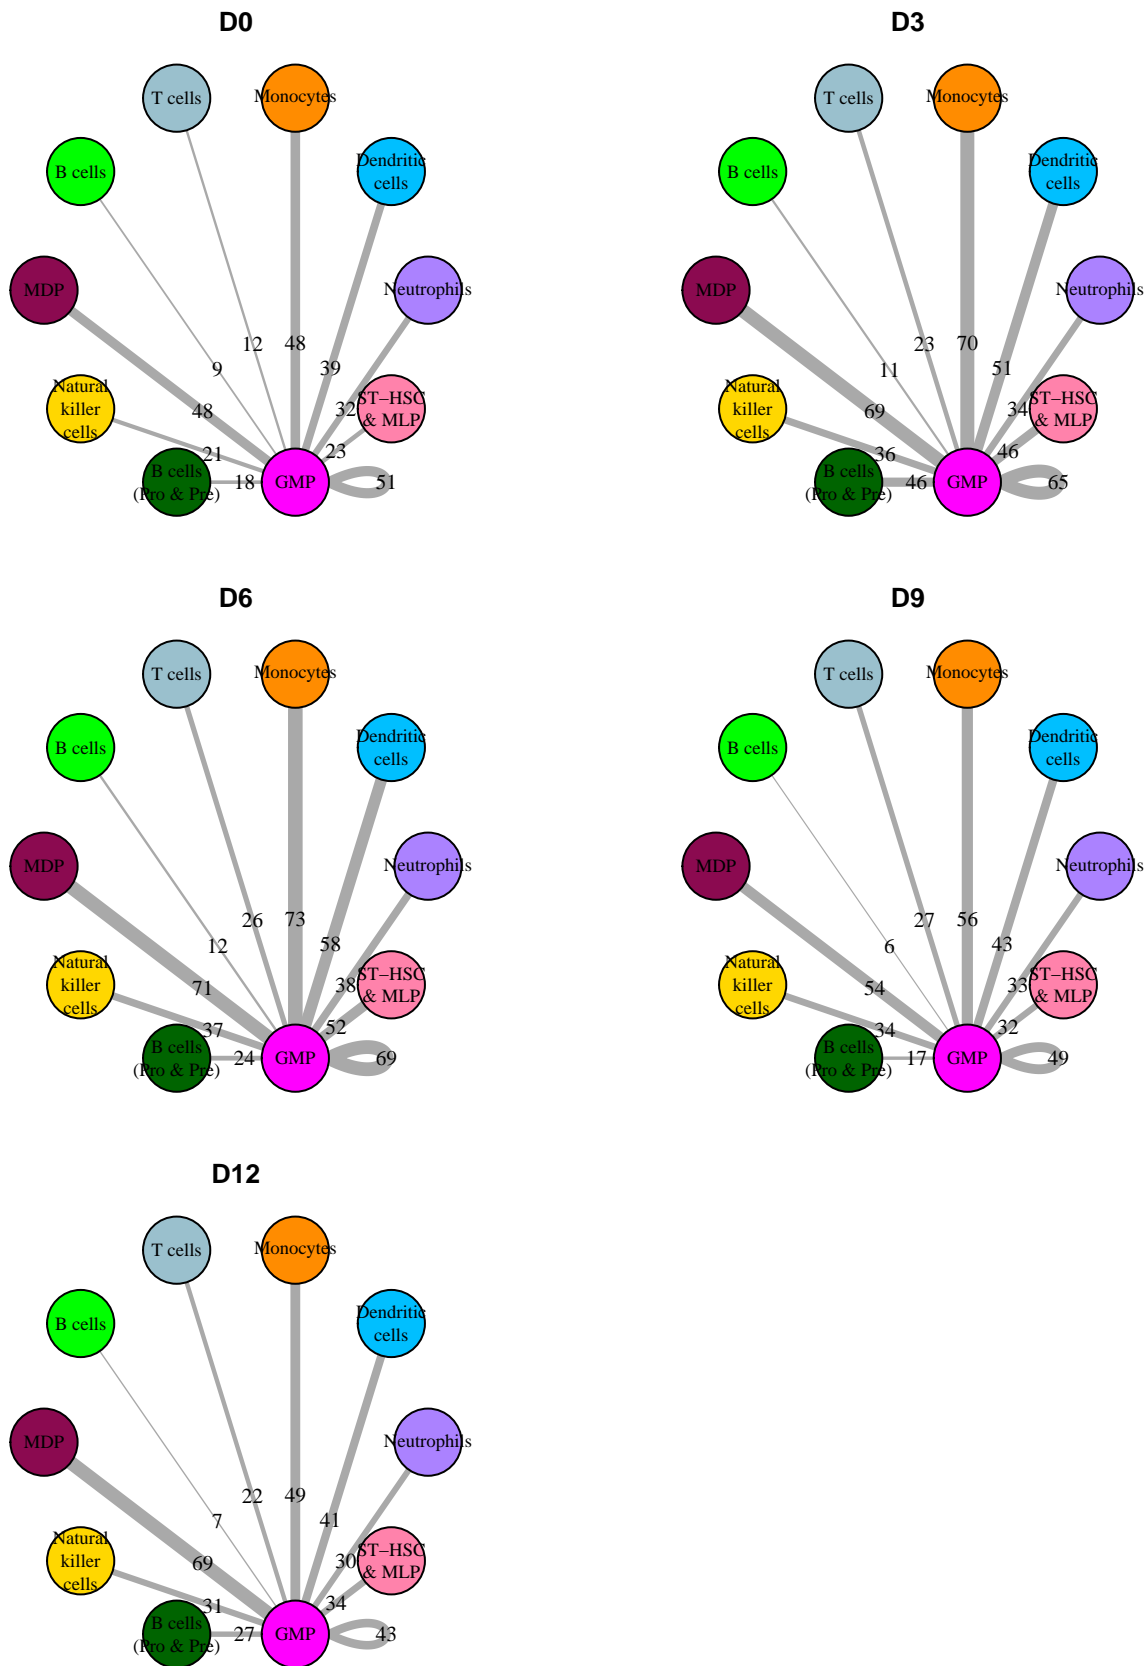 D0
T cells
Monocytes
B cells
Dendritic
cells
MDP
Neutrophils
12
48
9
39
Natural
killer
cells
48
32
ST−HSC
& MLP
21
23
B cells
(Pro & Pre)
18
GMP
51
D3
T cells
Monocytes
B cells
Dendritic
cells
MDP
Neutrophils
23
70
11
51
Natural
killer
cells
69
34
ST−HSC
& MLP
36
46
B cells
(Pro & Pre)
46
GMP
65
D6
T cells
Monocytes
B cells
Dendritic
cells
MDP
Neutrophils
26
73
12
58
Natural
killer
cells
71
38
ST−HSC
& MLP
37
52
B cells
(Pro & Pre)
24
GMP
69
D9
T cells
Monocytes
B cells
Dendritic
cells
MDP
Neutrophils
27
56
6
43
Natural
killer
cells
54
33
ST−HSC
& MLP
34
32
B cells
(Pro & Pre)
17
GMP
49
D12
T cells
Monocytes
B cells
Dendritic
cells
MDP
Neutrophils
22
49
7
41
Natural
killer
cells
69
30
ST−HSC
& MLP
31
34
B cells
(Pro & Pre)
27
GMP
43